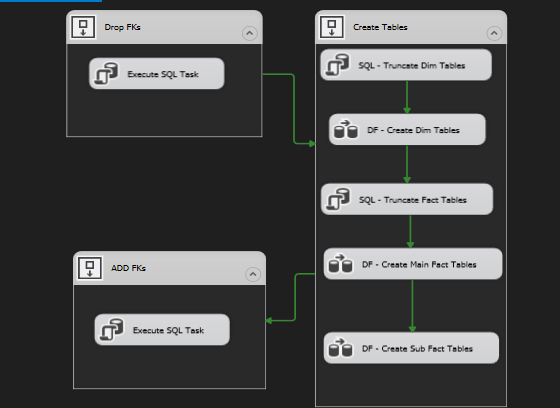 Drop FKs
Execute SQL Task
Create Tables
SQL - Truncate Dim Tables
DF - Create Dim Tables
SQL - Truncate Fact Tables
DF - Create Main Fact Tables
DF - Create Sub Fact Tables
ADD FKs
Execute SQL Task